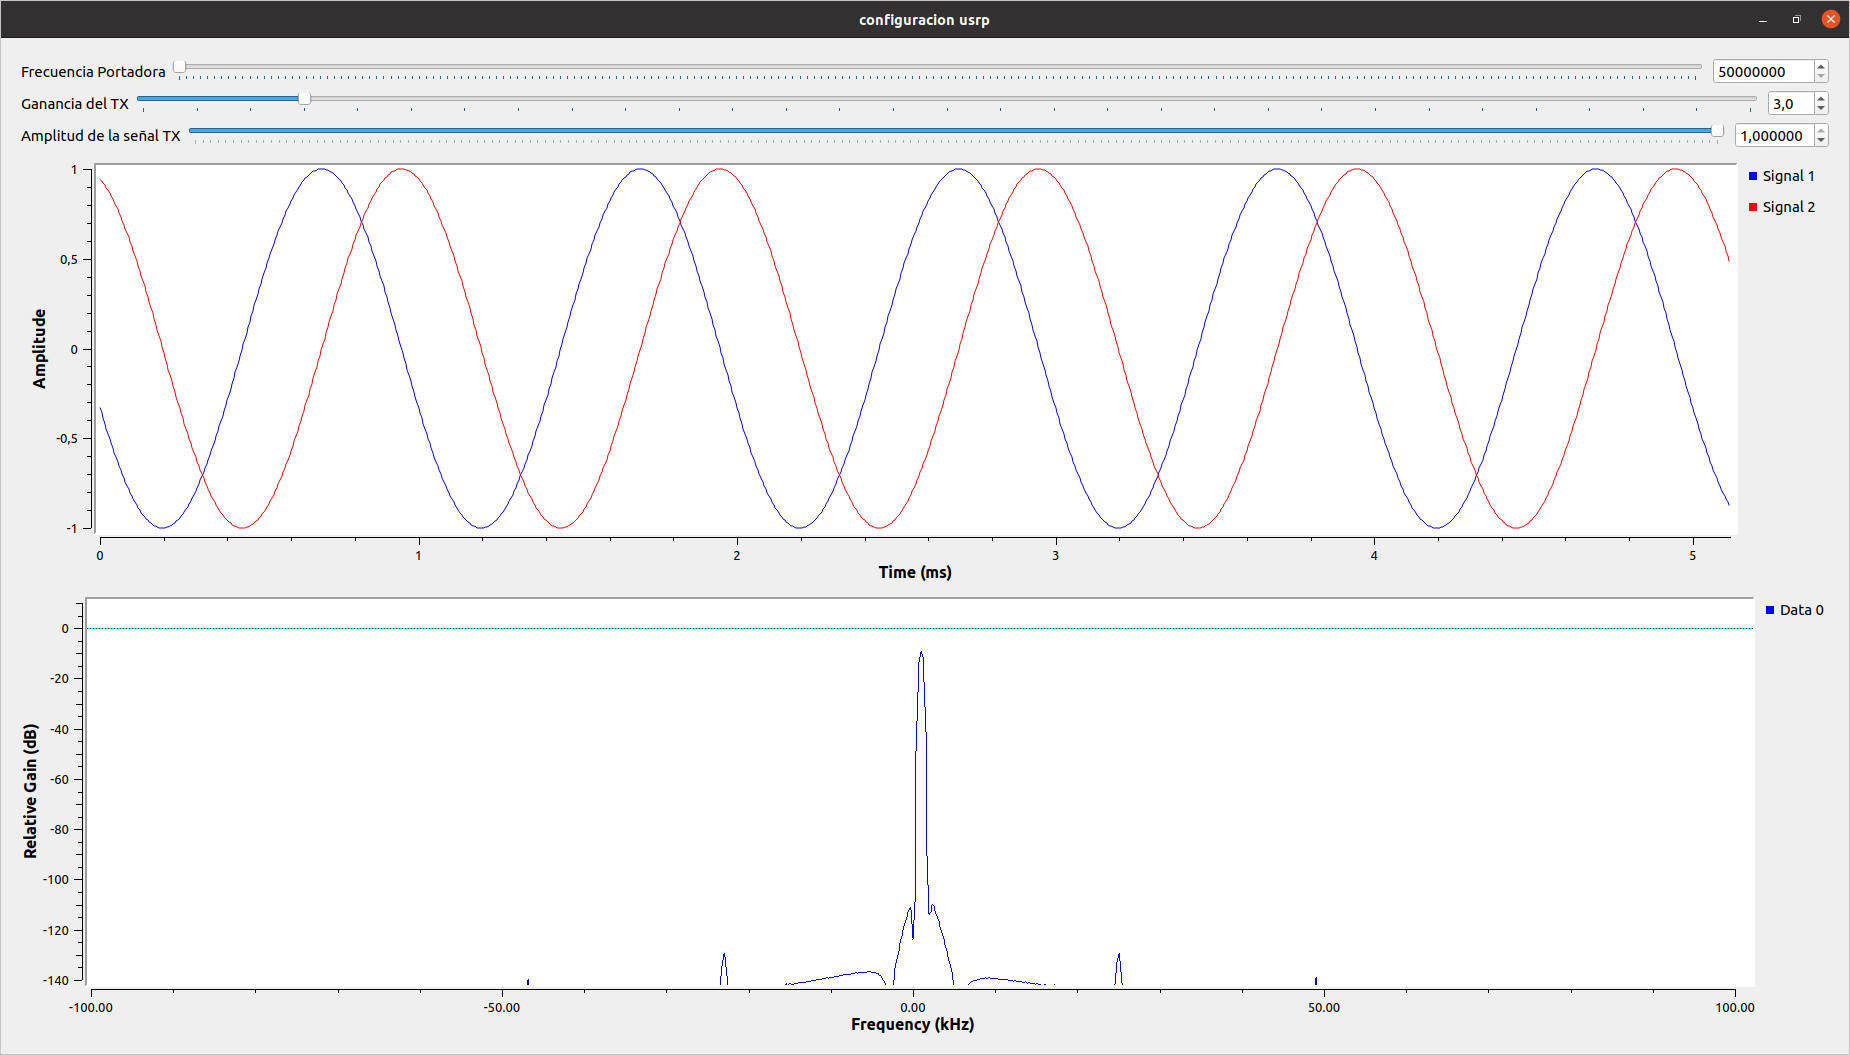 configuracion usrp
Frecuencia Portadora 50000000
Ganancia del TX 3,0
Amplitud de la señal TX 1,000000
Signal 1
Signal 2
Amplitude
1
0,5
0
-0,5
-1
0 1 2 3 4 5
Time (ms)
Data 0
Relative Gain (dB)
0
-20
-40
-60
-80
-100
-120
-140
-100.00 -50.00 0.00 50.00 100.00
Frequency (kHz)